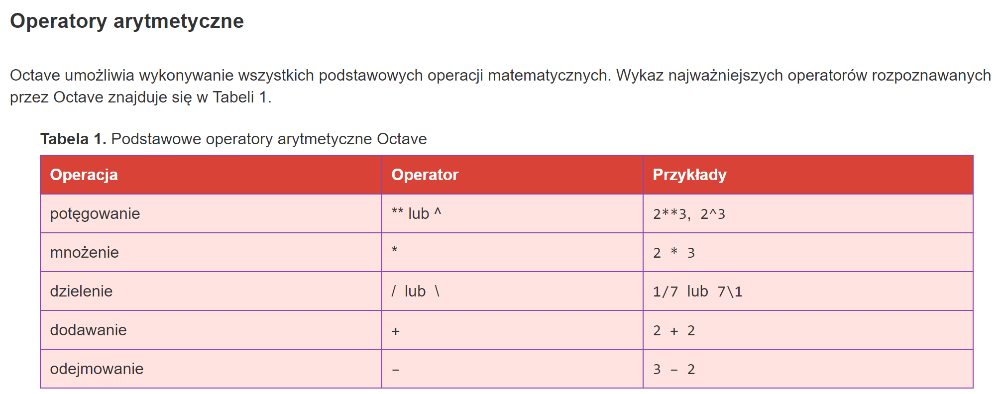 Operatory arytmetyczne
Octave umożliwia wykonywanie wszystkich podstawowych operacji matematycznych. Wykaz najważniejszych operatorów rozpoznawanych
przez Octave znajduje się w Tabeli 1.
Tabela 1. Podstawowe operatory arytmetyczne Octave
Operacja Operator Przykłady
potęgowanie ** lub ^ 2**3, 2^3
mnożenie * 2 * 3
dzielenie / lub \ 1/7 lub 7\1
dodawanie + 2 + 2
odejmowanie – 3 – 2